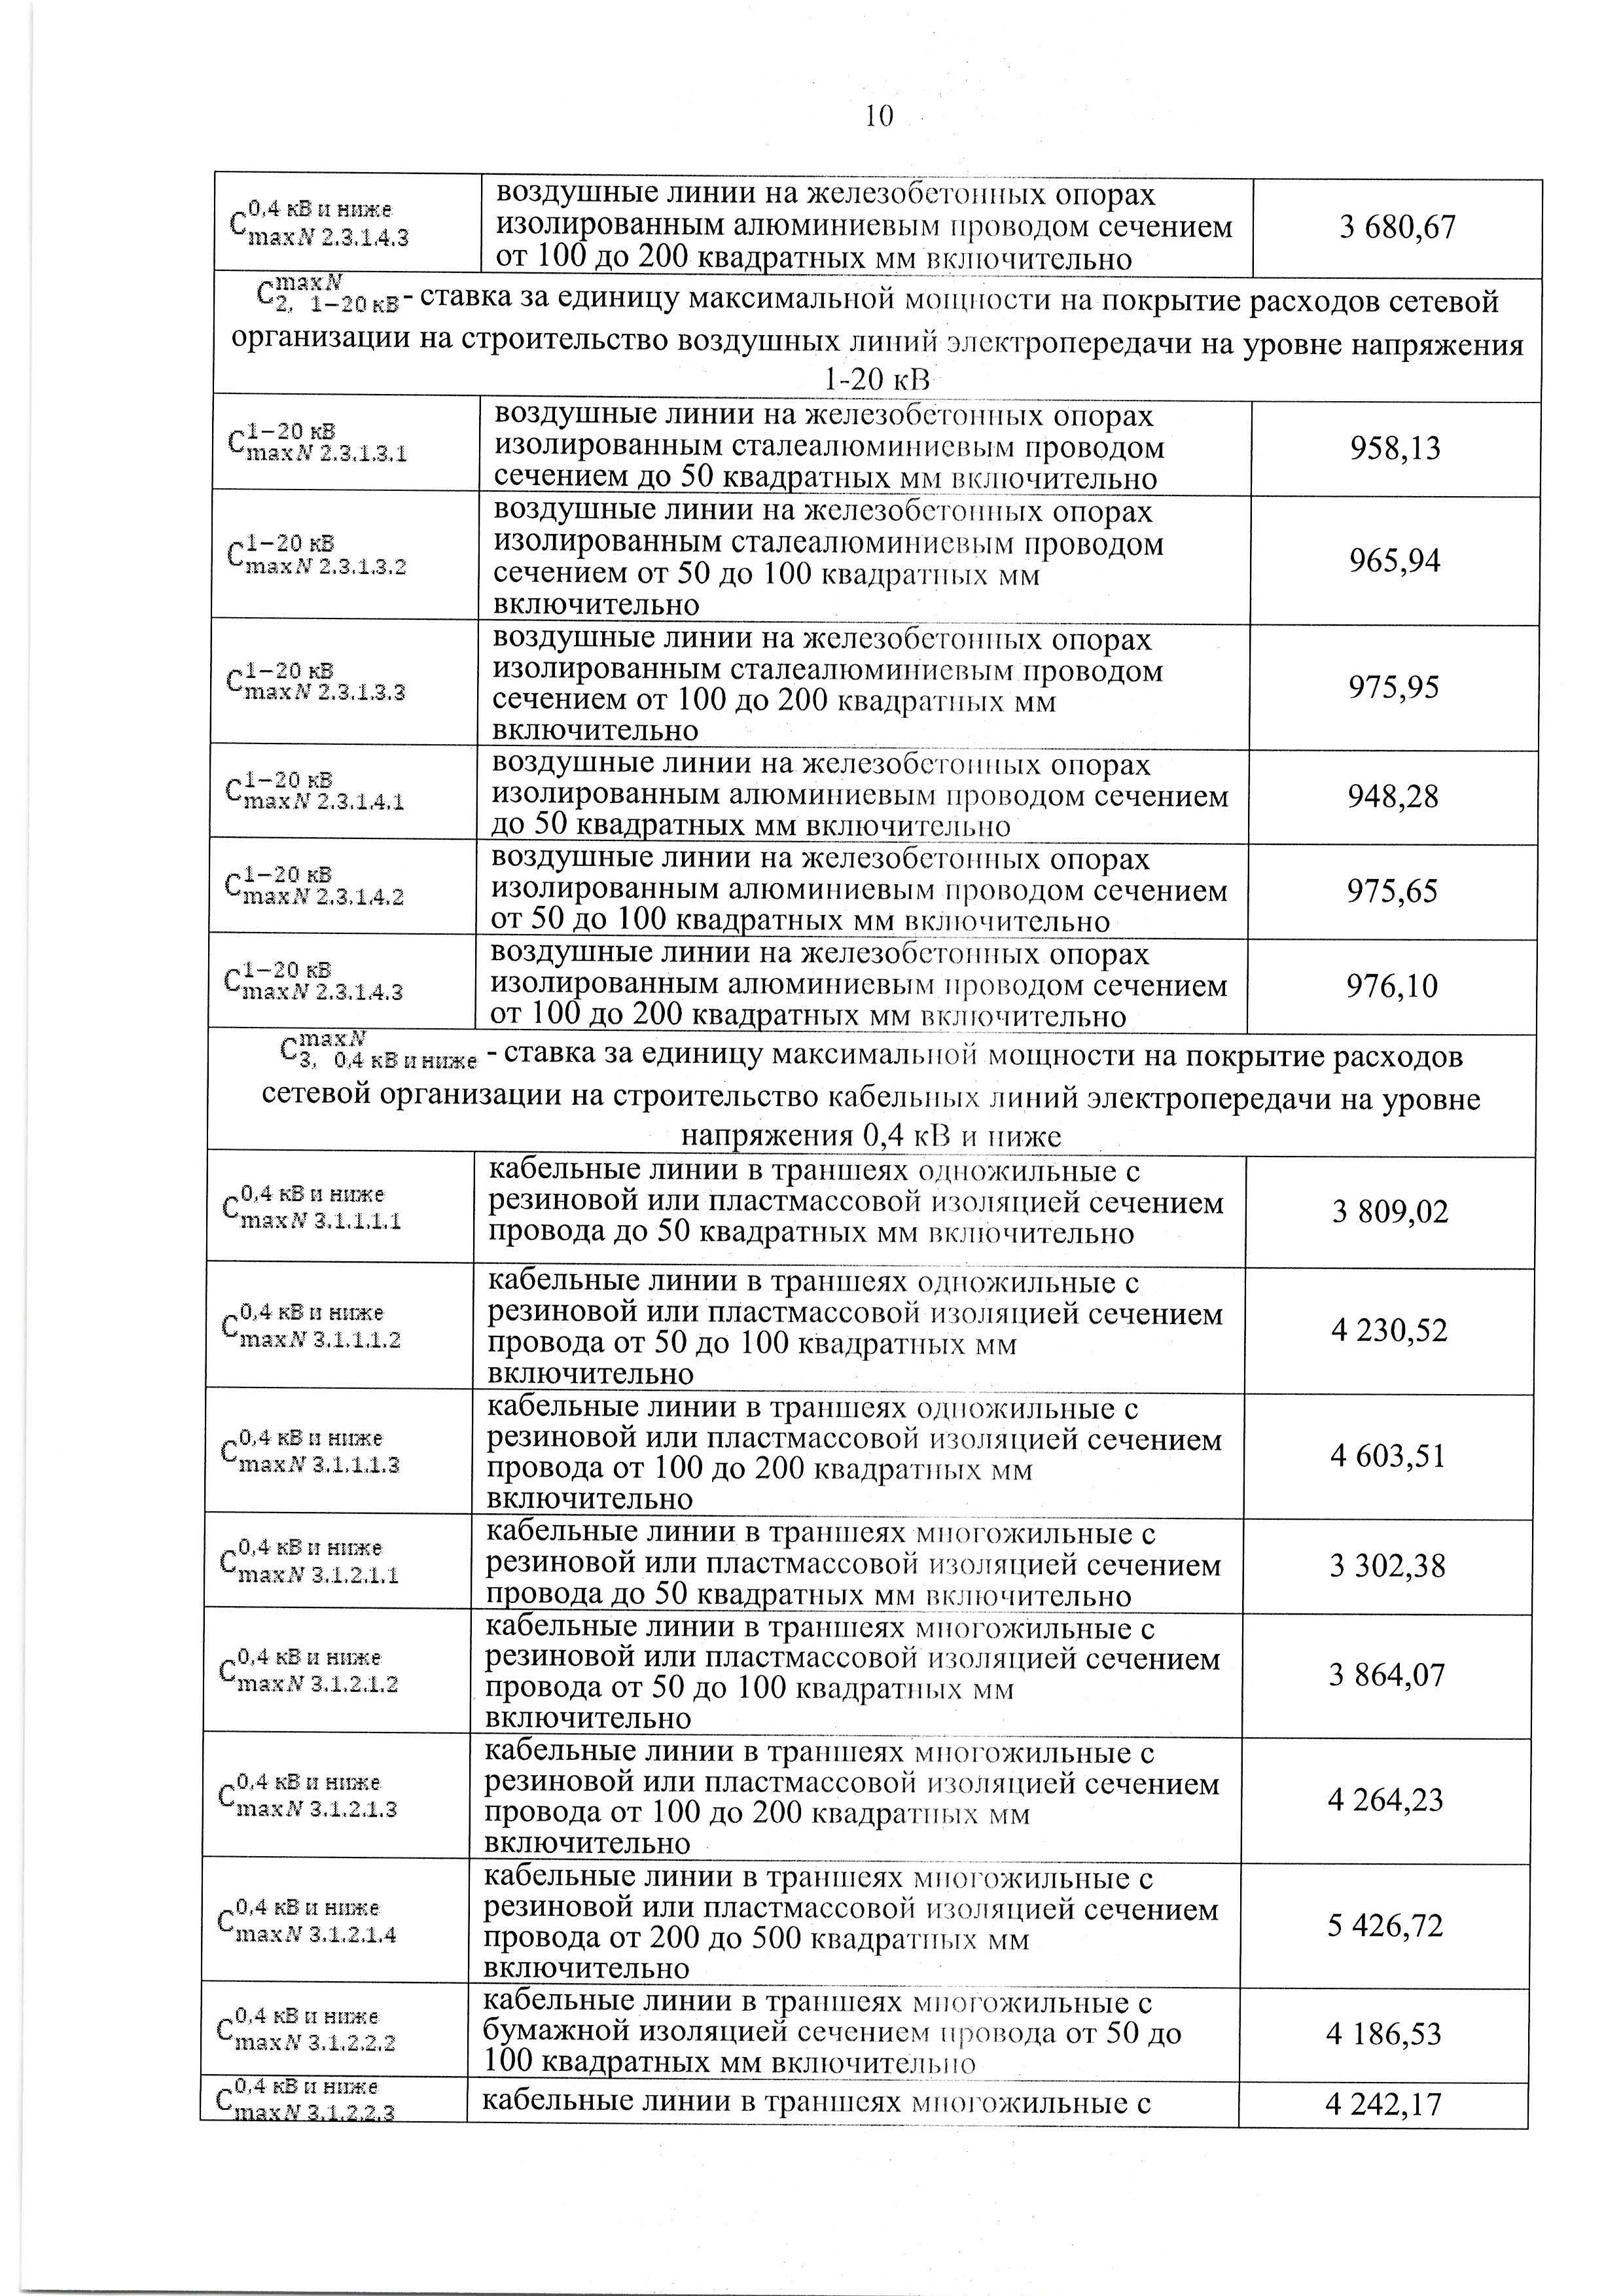 10
C 0,4 кВ и ниже maxN 2.3.1.4.3
воздушные линии на железобетонных опорах
изолированным алюминиевым проводом сечением
от 100 до 200 квадратных мм включительно
3 680,67
C maxN 2, 1–20 кВ - ставка за единицу максимальной мощности на покрытие расходов сетевой
организации на строительство воздушных линий электропередачи на уровне напряжения
1-20 кВ
C 1–20 кВ maxN 2.3.1.3.1
воздушные линии на железобетонных опорах
изолированным сталеалюминиевым проводом
сечением до 50 квадратных мм включительно
958,13
C 1–20 кВ maxN 2.3.1.3.2
воздушные линии на железобетонных опорах
изолированным сталеалюминиевым проводом
сечением от 50 до 100 квадратных мм
включительно
965,94
C 1–20 кВ maxN 2.3.1.3.3
воздушные линии на железобетонных опорах
изолированным сталеалюминиевым проводом
сечением от 100 до 200 квадратных мм
включительно
975,95
C 1–20 кВ maxN 2.3.1.4.1
воздушные линии на железобетонных опорах
изолированным алюминиевым проводом сечением
до 50 квадратных мм включительно
948,28
C 1–20 кВ maxN 2.3.1.4.2
воздушные линии на железобетонных опорах
изолированным алюминиевым проводом сечением
от 50 до 100 квадратных мм включительно
975,65
C 1–20 кВ maxN 2.3.1.4.3
воздушные линии на железобетонных опорах
изолированным алюминиевым проводом сечением
от 100 до 200 квадратных мм включительно
976,10
C maxN 3, 0,4 кВ и ниже - ставка за единицу максимальной мощности на покрытие расходов
сетевой организации на строительство кабельных линий электропередачи на уровне
напряжения 0,4 кВ и ниже
C 0,4 кВ и ниже maxN 3.1.1.1.1
кабельные линии в траншеях одножильные с
резиновой или пластмассовой изоляцией сечением
провода до 50 квадратных мм включительно
3 809,02
C 0,4 кВ и ниже maxN 3.1.1.1.2
кабельные линии в траншеях одножильные с
резиновой или пластмассовой изоляцией сечением
провода от 50 до 100 квадратных мм
включительно
4 230,52
C 0,4 кВ и ниже maxN 3.1.1.1.3
кабельные линии в траншеях одножильные с
резиновой или пластмассовой изоляцией сечением
провода от 100 до 200 квадратных мм
включительно
4 603,51
C 0,4 кВ и ниже maxN 3.1.2.1.1
кабельные линии в траншеях многожильные с
резиновой или пластмассовой изоляцией сечением
провода до 50 квадратных мм включительно
3 302,38
C 0,4 кВ и ниже maxN 3.1.2.1.2
кабельные линии в траншеях многожильные с
резиновой или пластмассовой изоляцией сечением
провода от 50 до 100 квадратных мм
включительно
3 864,07
C 0,4 кВ и ниже maxN 3.1.2.1.3
кабельные линии в траншеях многожильные с
резиновой или пластмассовой изоляцией сечением
провода от 100 до 200 квадратных мм
включительно
4 264,23
C 0,4 кВ и ниже maxN 3.1.2.1.4
кабельные линии в траншеях многожильные с
резиновой или пластмассовой изоляцией сечением
провода от 200 до 500 квадратных мм
включительно
5 426,72
C 0,4 кВ и ниже maxN 3.1.2.2.2
кабельные линии в траншеях многожильные с
бумажной изоляцией сечением провода от 50 до
100 квадратных мм включительно
4 186,53
C 0,4 кВ и ниже maxN 3.1.2.2.3
кабельные линии в траншеях многожильные с
4 242,17